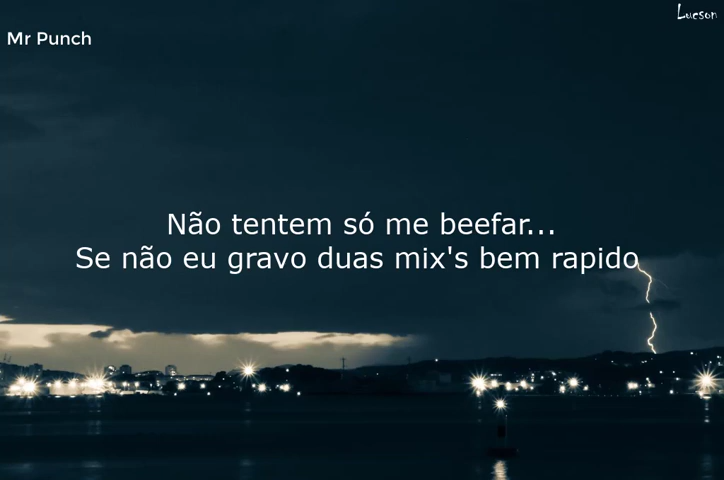 Lueson
Mr Punch
Não tentem só me beefar...
Se não eu gravo duas mix's bem rapido